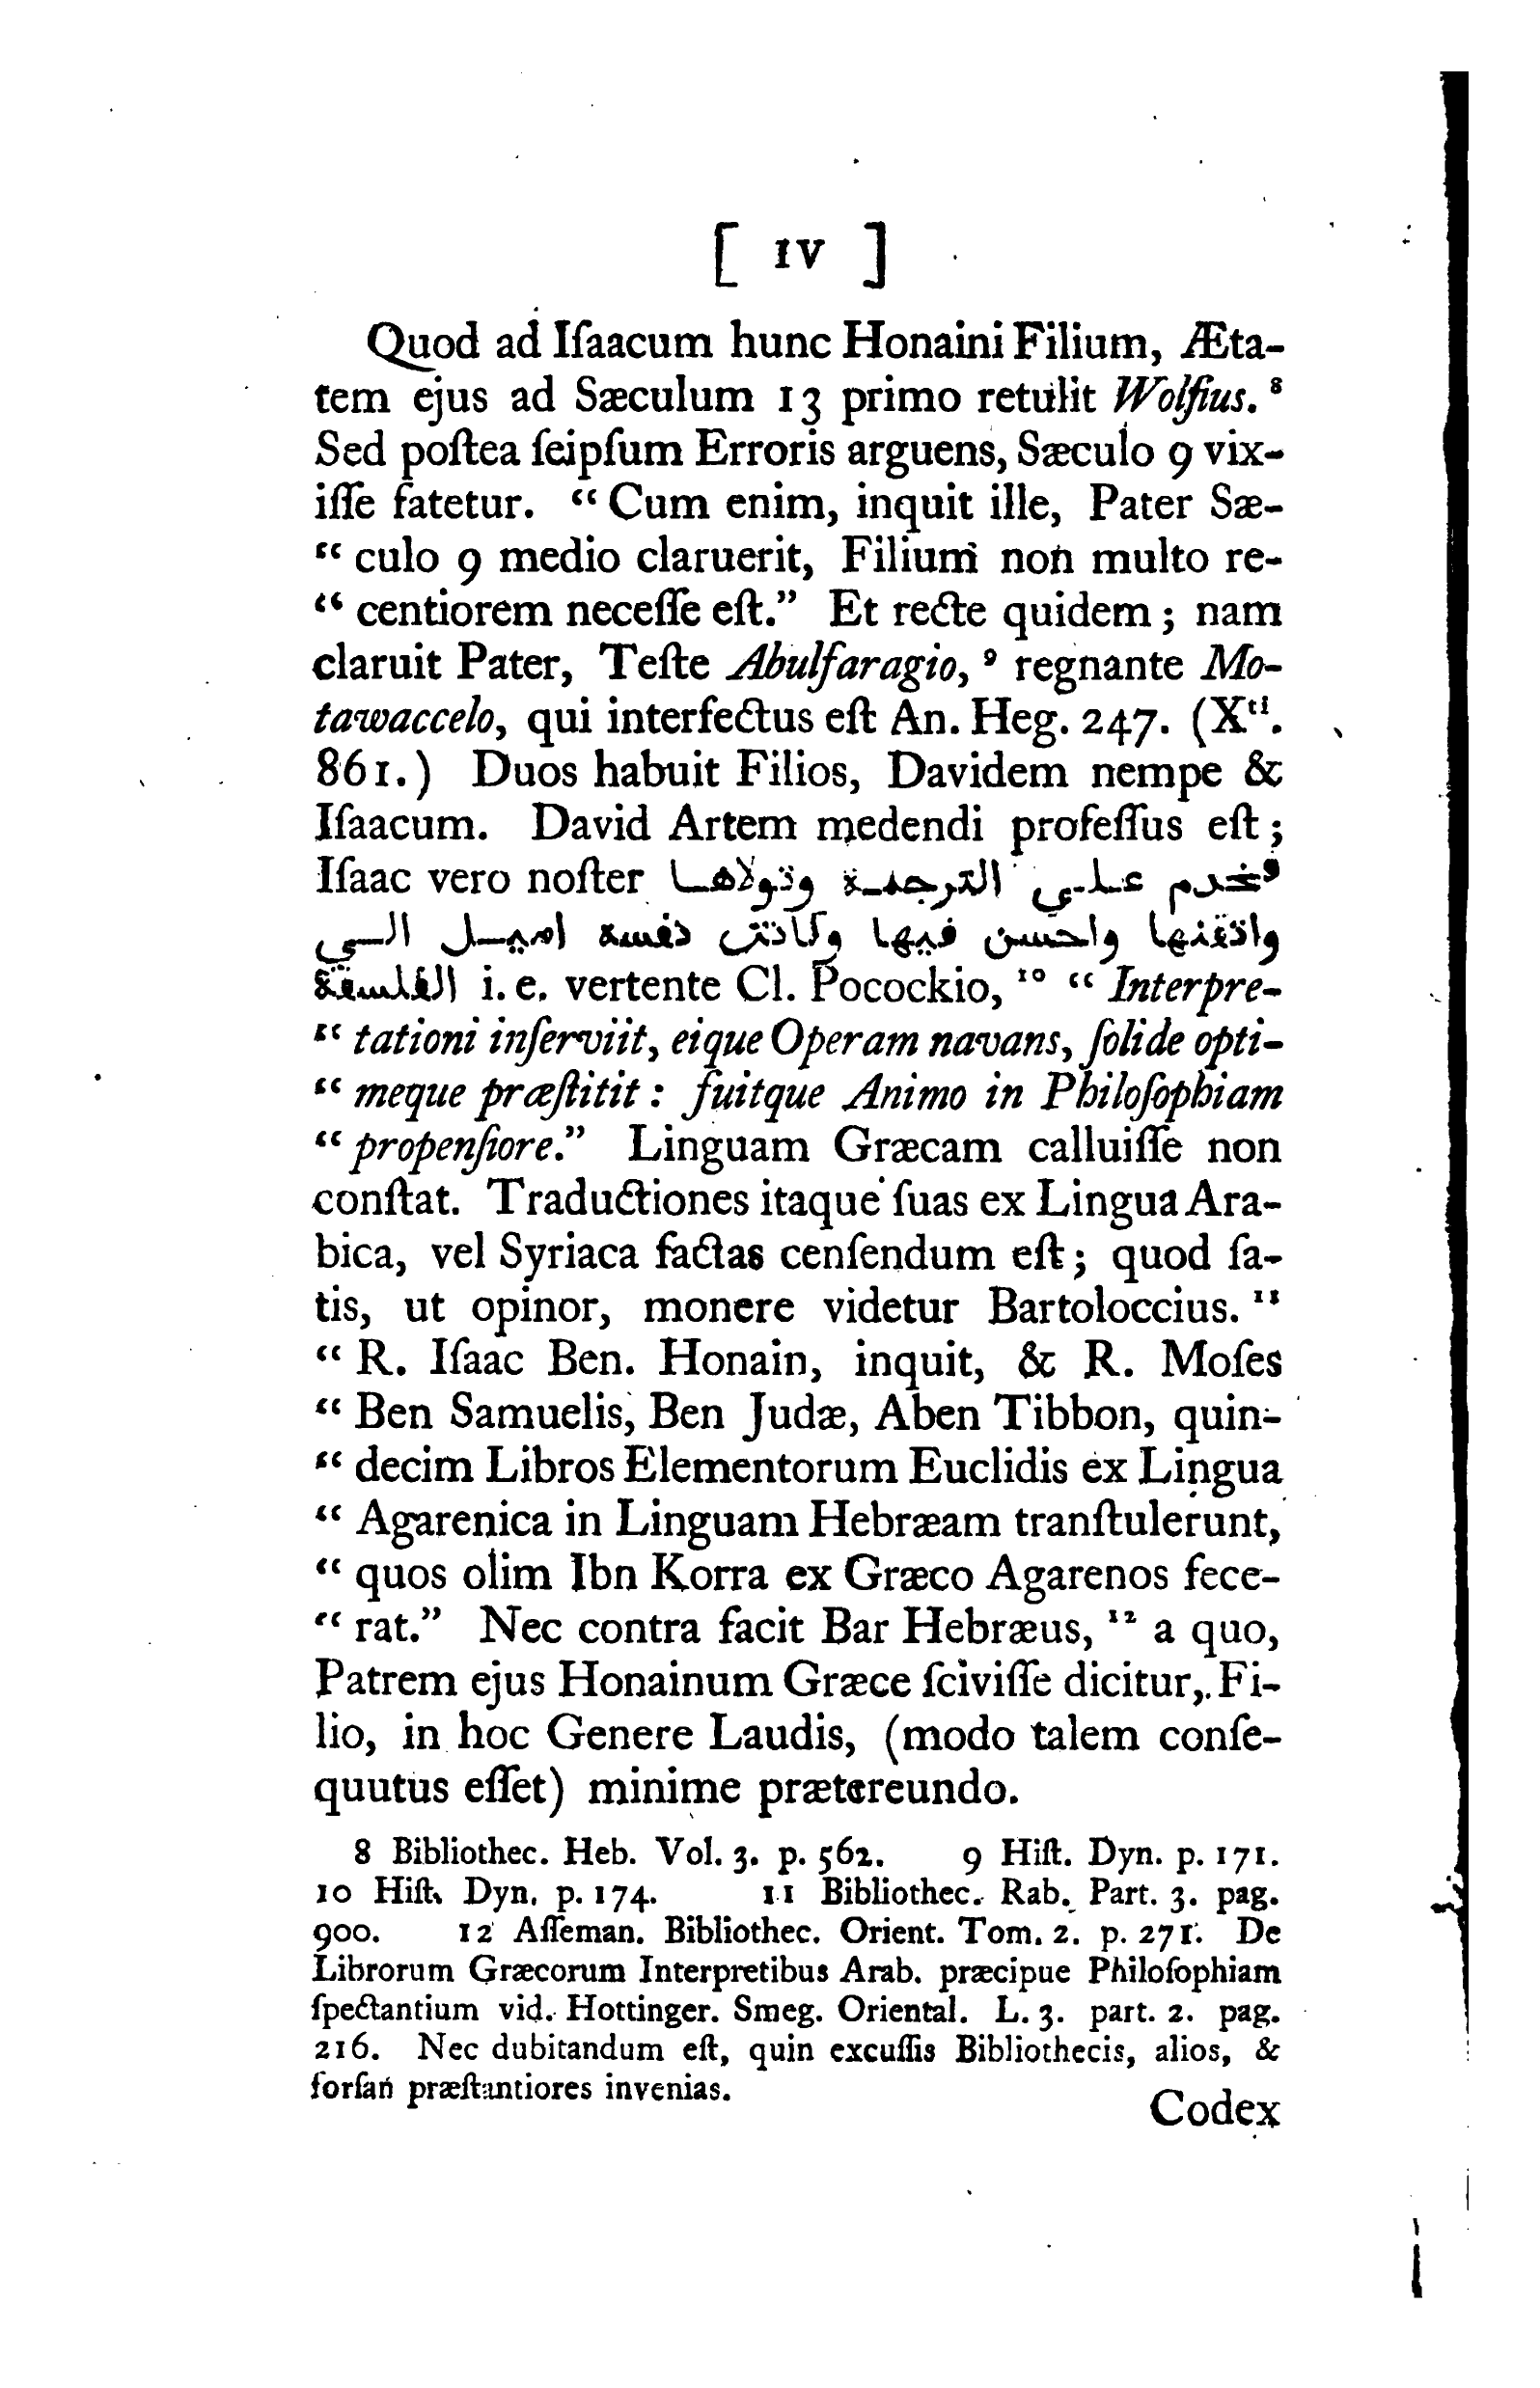 [ IV ]
Quod ad Iſaacum hunc Honaini Filium, Æta-
tem ejus ad Sæculum 13 primo retulit Wolfius. ⁸
Sed poſtea ſeipſum Erroris arguens, Sæculo 9 vix-
iſſe fatetur. “ Cum enim, inquit ille, Pater Sæ-
“ culo 9 medio claruerit, Filium non multo re-
“ centiorem neceſſe eſt.” Et recte quidem; nam
claruit Pater, Teſte Abulfaragio, ⁹ regnante Mo-
tawaccelo, qui interfectus eſt An. Heg. 247. (Xᵗⁱ.
861.) Duos habuit Filios, Davidem nempe &
Iſaacum. David Artem medendi profeſſus eſt;
Iſaac vero noſter فخدم على الترجمة وتولاها
واتقنها واحسن فيها وكانت نفسه اميل الى
الفلسفة i. e. vertente Cl. Pocockio, ¹⁰ “ Interpre-
“ tationi inſerviit, eique Operam navans, ſolide opti-
“ meque præſtitit: fuitque Animo in Philoſophiam
“ propenſiore.” Linguam Græcam calluiſſe non
conſtat. Traductiones itaque ſuas ex Lingua Ara-
bica, vel Syriaca factas cenſendum eſt; quod ſa-
tis, ut opinor, monere videtur Bartoloccius. ¹¹
“ R. Iſaac Ben. Honain, inquit, & R. Moſes
“ Ben Samuelis, Ben Judæ, Aben Tibbon, quin-
“ decim Libros Elementorum Euclidis ex Lingua
“ Agarenica in Linguam Hebræam tranſtulerunt,
“ quos olim Ibn Korra ex Græco Agarenos fece-
“ rat.” Nec contra facit Bar Hebræus, ¹² a quo,
Patrem ejus Honainum Græce ſciviſſe dicitur, Fi-
lio, in hoc Genere Laudis, (modo talem conſe-
quutus eſſet) minime prætereundo.
8 Bibliothec. Heb. Vol. 3. p. 562. 9 Hiſt. Dyn. p. 171.
10 Hiſt. Dyn. p. 174. 11 Bibliothec. Rab. Part. 3. pag.
900. 12 Aſſeman. Bibliothec. Orient. Tom. 2. p. 271. De
Librorum Græcorum Interpretibus Arab. præcipue Philoſophiam
ſpectantium vid. Hottinger. Smeg. Oriental. L. 3. part. 2. pag.
216. Nec dubitandum eſt, quin excuſſis Bibliothecis, alios, &
forſan præſtantiores invenias.
Codex